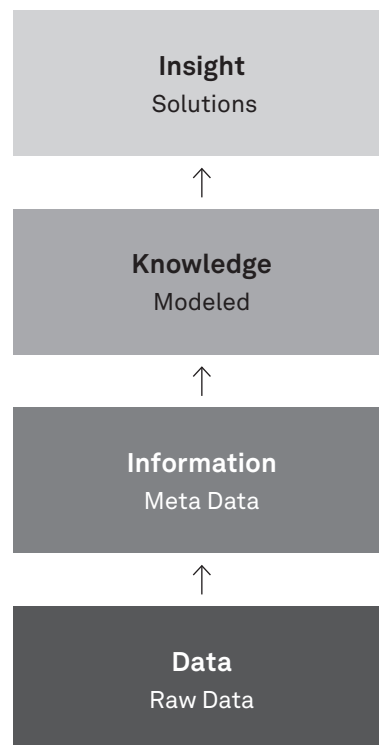 Insight
Solutions
Knowledge
Modeled
Information
Meta Data
Data
Raw Data